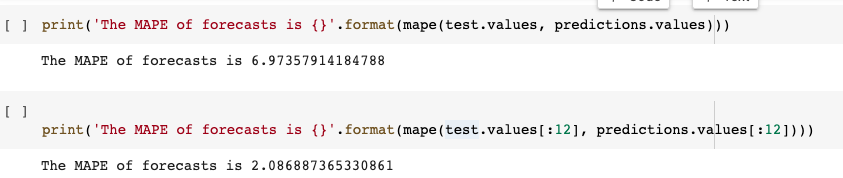 [ ] print('The MAPE of forecasts is {}'.format(mape(test.values, predictions.values)))
The MAPE of forecasts is 6.97357914184788
[ ]
print('The MAPE of forecasts is {}'.format(mape(test.values[:12], predictions.values[:12])))
The MAPE of forecasts is 2.086887365330861